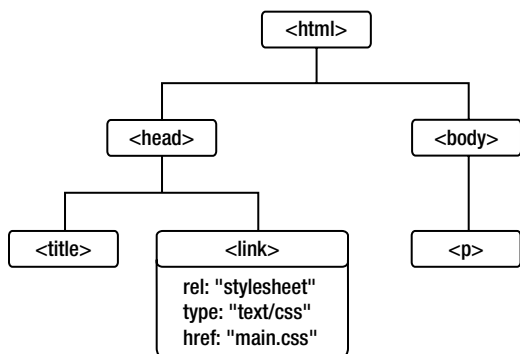 <html>
<head>
<body>
<title>
<link>
<p>
rel: "stylesheet"
type: "text/css"
href: "main.css"